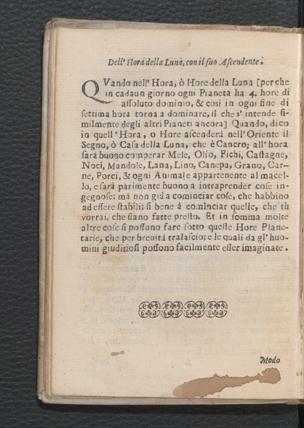 Dell' Hora della Luna, con il suo Ascendente.
QVando nell' Hora, ò Hore della Luna [perche
in cadaun giorno ogni Pianeta ha 4. hore di
assoluto dominio, & così in ogni fine di
settima hora torna a dominare, il che s'intende si-
milmente degli altri Pianeti ancora] Quando, dico
in quell' Hora, o Hore ascenderà nell' Oriente il
Segno, ò Casa della Luna, che è Cancro; all' hora
sarà buono comperar Mele, Olio, Fichi, Castagne,
Noci, Mandole, Lana, Lino, Canepa, Grano, Car-
ne, Porci, & ogni Animale appartenente al macel-
lo, e sarà parimente buono a intraprender cose in-
gegnose: mà non già a cominciar cose, che habbino
ad essere stabili: si bene à cominciar quelle, che tù
vorrai, che siano fatte presto. Et in somma molte
altre cose si possono fare sotto queste Hore Plane-
tarie, che per brevità tralascio: e le quali da gl' huo-
mini giudiciosi possono facilmente esser imaginate.
Modo